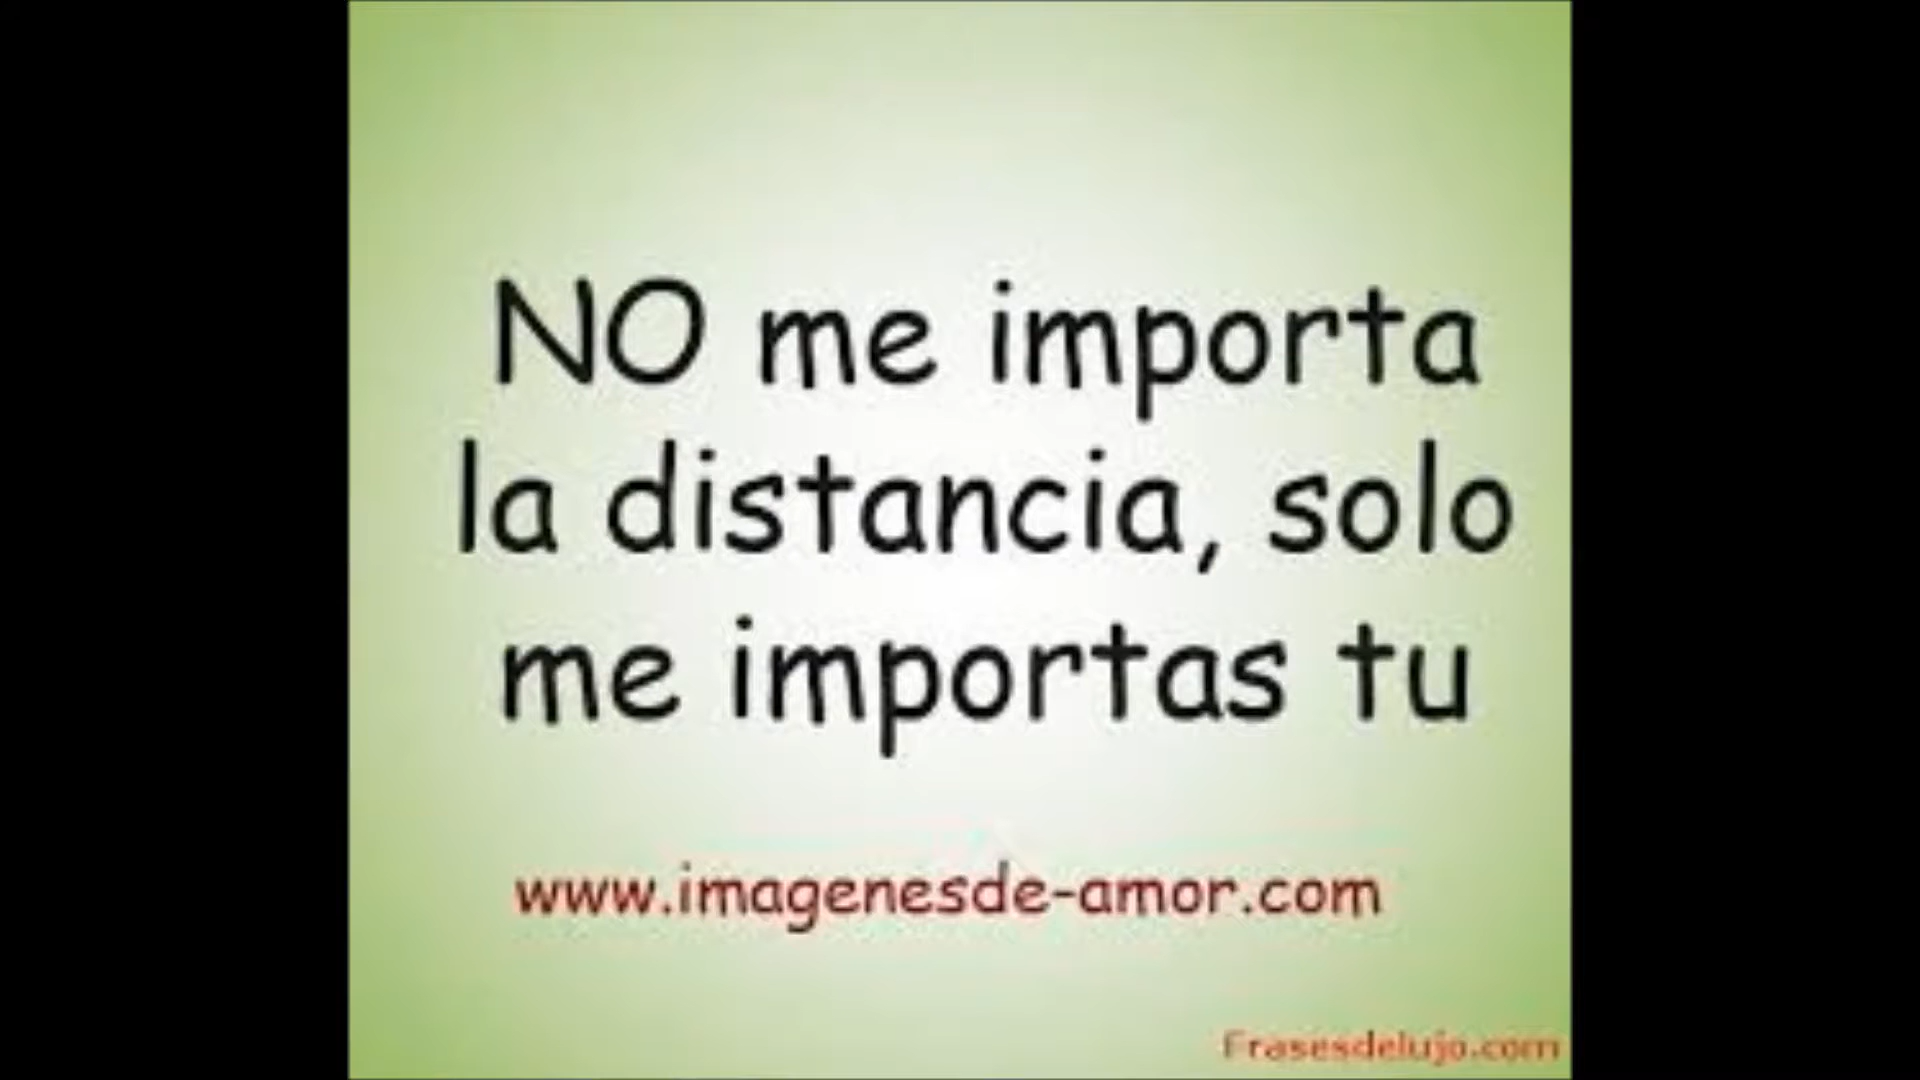 NO me importa
la distancia, solo
me importas tu
www.imagenesde-amor.com
Frasesdelujo.com